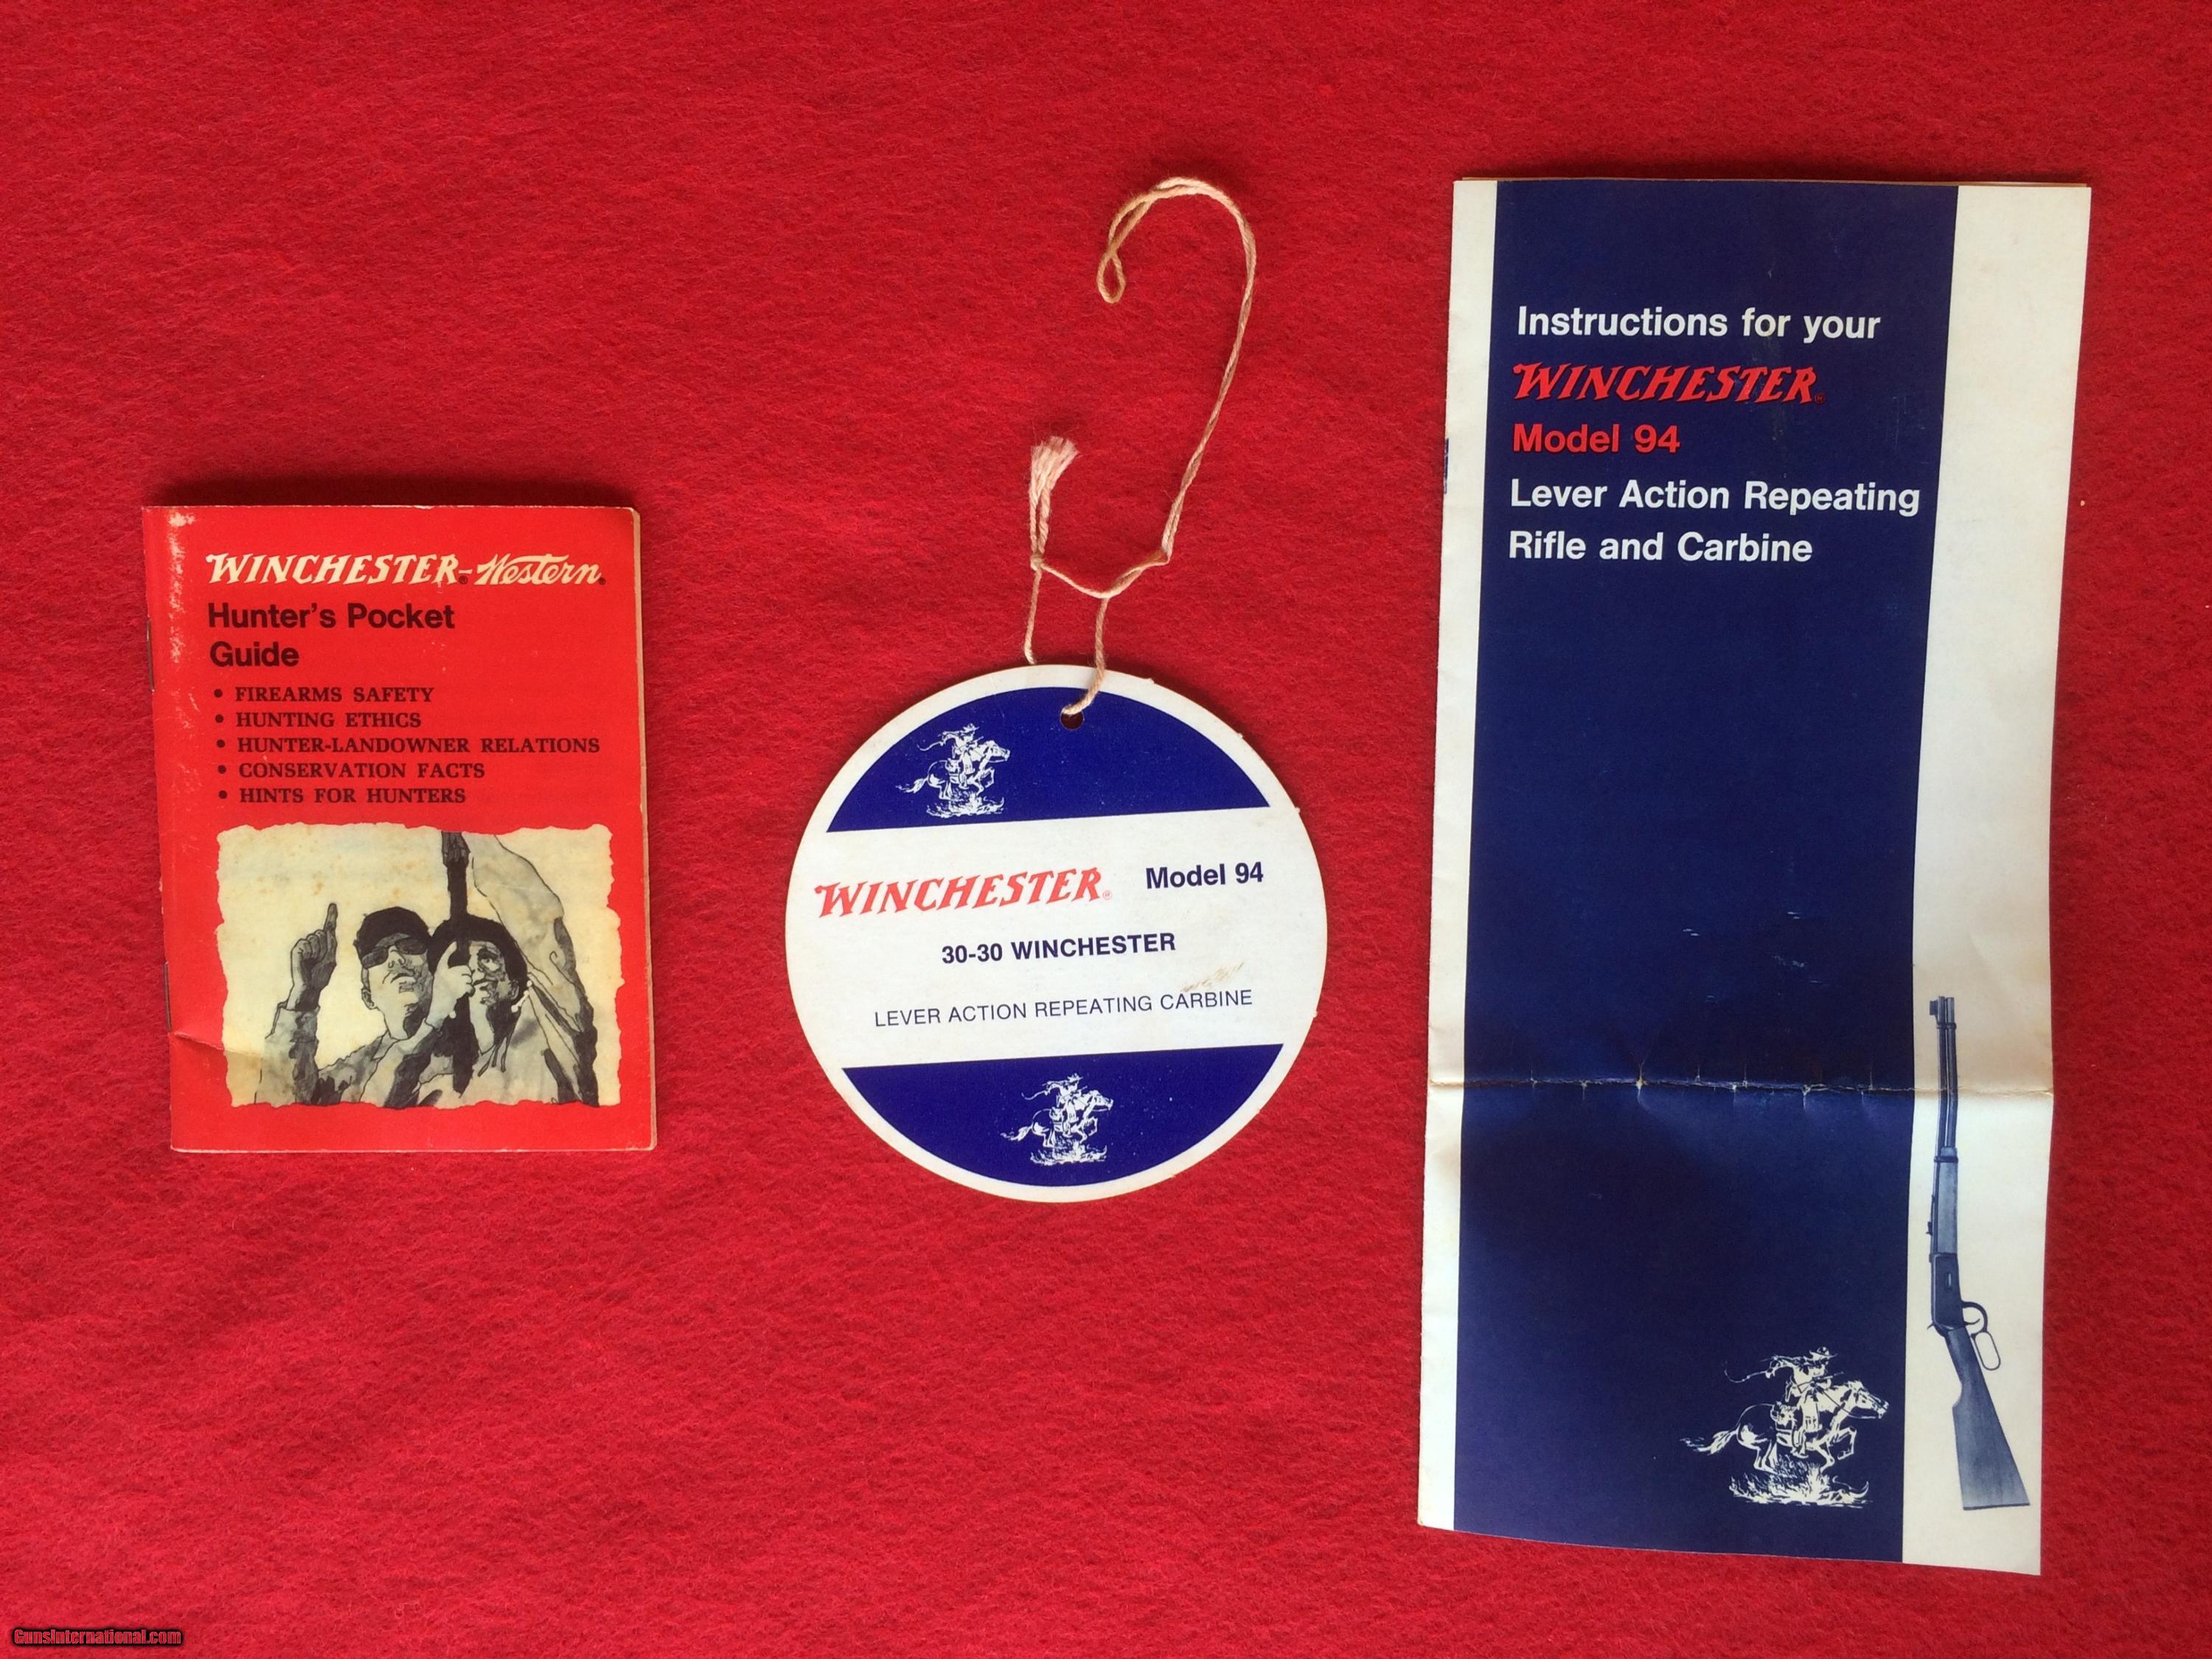 WINCHESTER®-Western®
Hunter's Pocket
Guide
• FIREARMS SAFETY
• HUNTING ETHICS
• HUNTER-LANDOWNER RELATIONS
• CONSERVATION FACTS
• HINTS FOR HUNTERS
WINCHESTER® Model 94
30-30 WINCHESTER
LEVER ACTION REPEATING CARBINE
Instructions for your
WINCHESTER®
Model 94
Lever Action Repeating
Rifle and Carbine
GunsInternational.com